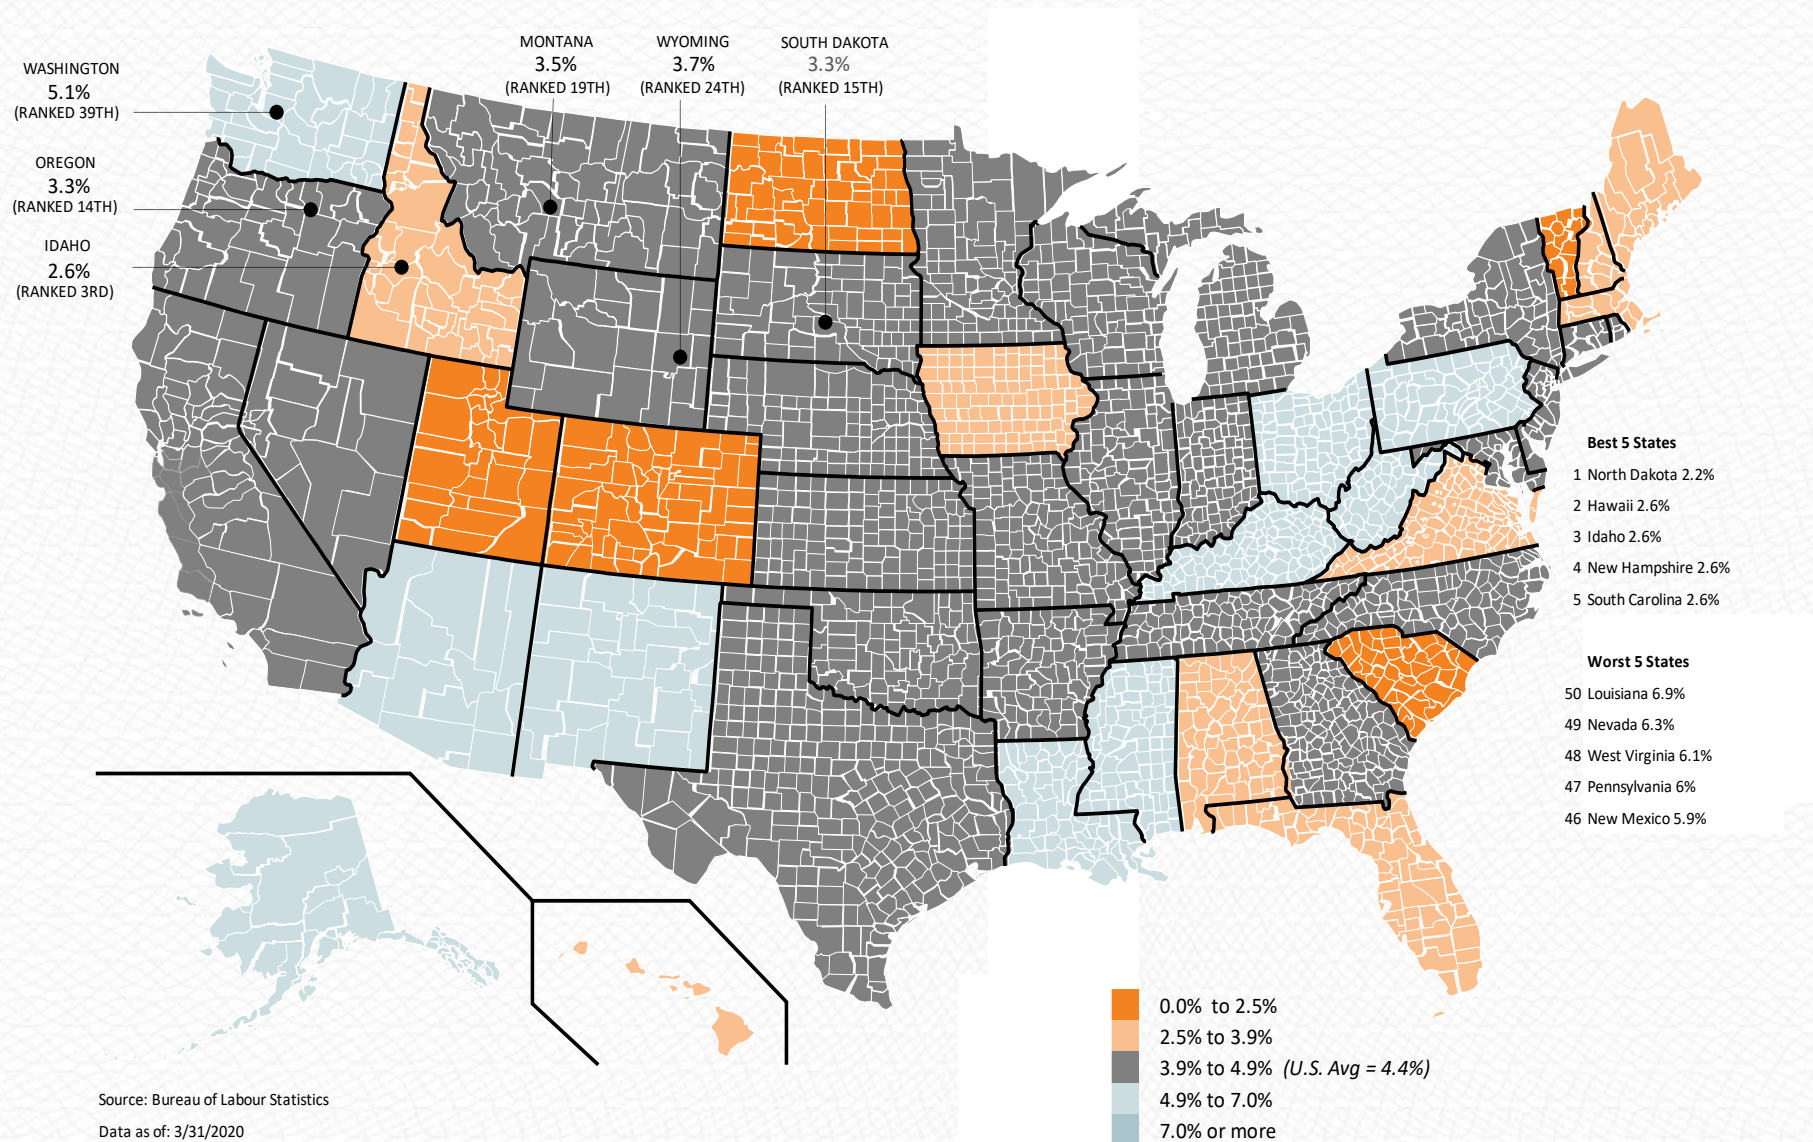 WASHINGTON
5.1%
(RANKED 39TH)
OREGON
3.3%
(RANKED 14TH)
IDAHO
2.6%
(RANKED 3RD)
MONTANA
3.5%
(RANKED 19TH)
WYOMING
3.7%
(RANKED 24TH)
SOUTH DAKOTA
3.3%
(RANKED 15TH)
Best 5 States
1 North Dakota 2.2%
2 Hawaii 2.6%
3 Idaho 2.6%
4 New Hampshire 2.6%
5 South Carolina 2.6%
Worst 5 States
50 Louisiana 6.9%
49 Nevada 6.3%
48 West Virginia 6.1%
47 Pennsylvania 6%
46 New Mexico 5.9%
0.0% to 2.5%
2.5% to 3.9%
3.9% to 4.9% (U.S. Avg = 4.4%)
4.9% to 7.0%
7.0% or more
Source: Bureau of Labour Statistics
Data as of: 3/31/2020